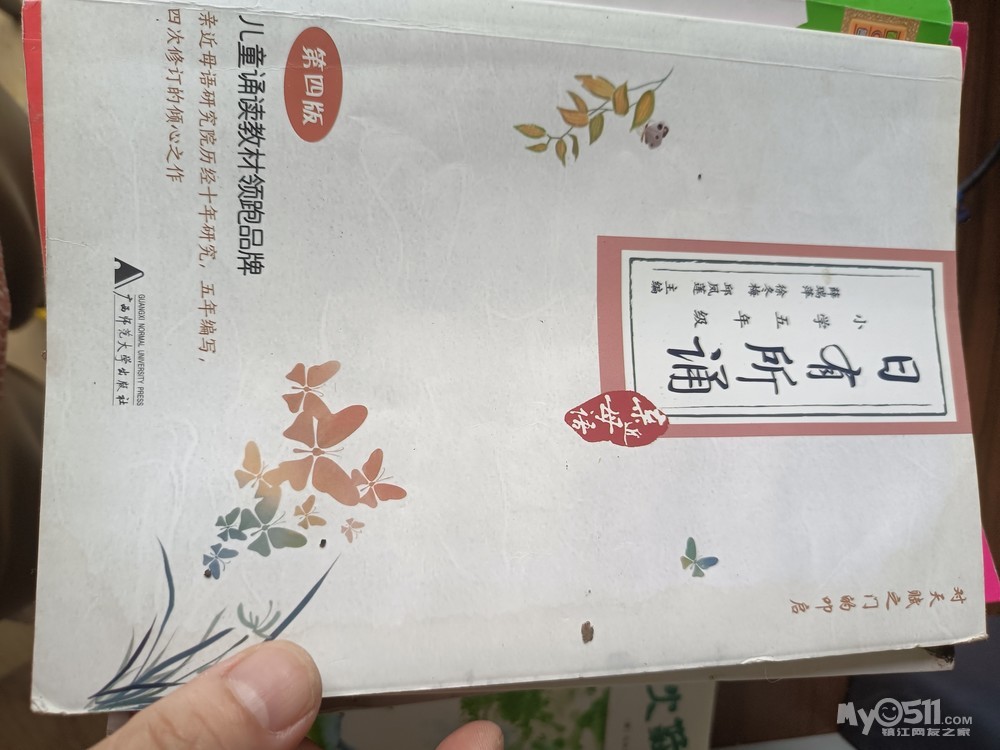 对天赋之门的叩启
日有所诵
小学五年级
薛瑞萍 徐冬梅 邱凤莲 主编
亲近母语
第四版
儿童诵读教材领跑品牌
亲近母语研究院历经十年研究，五年编写，
四次修订的倾心之作
GUANGXI NORMAL UNIVERSITY PRESS
广西师范大学出版社
My0511.COM
镇江网友之家